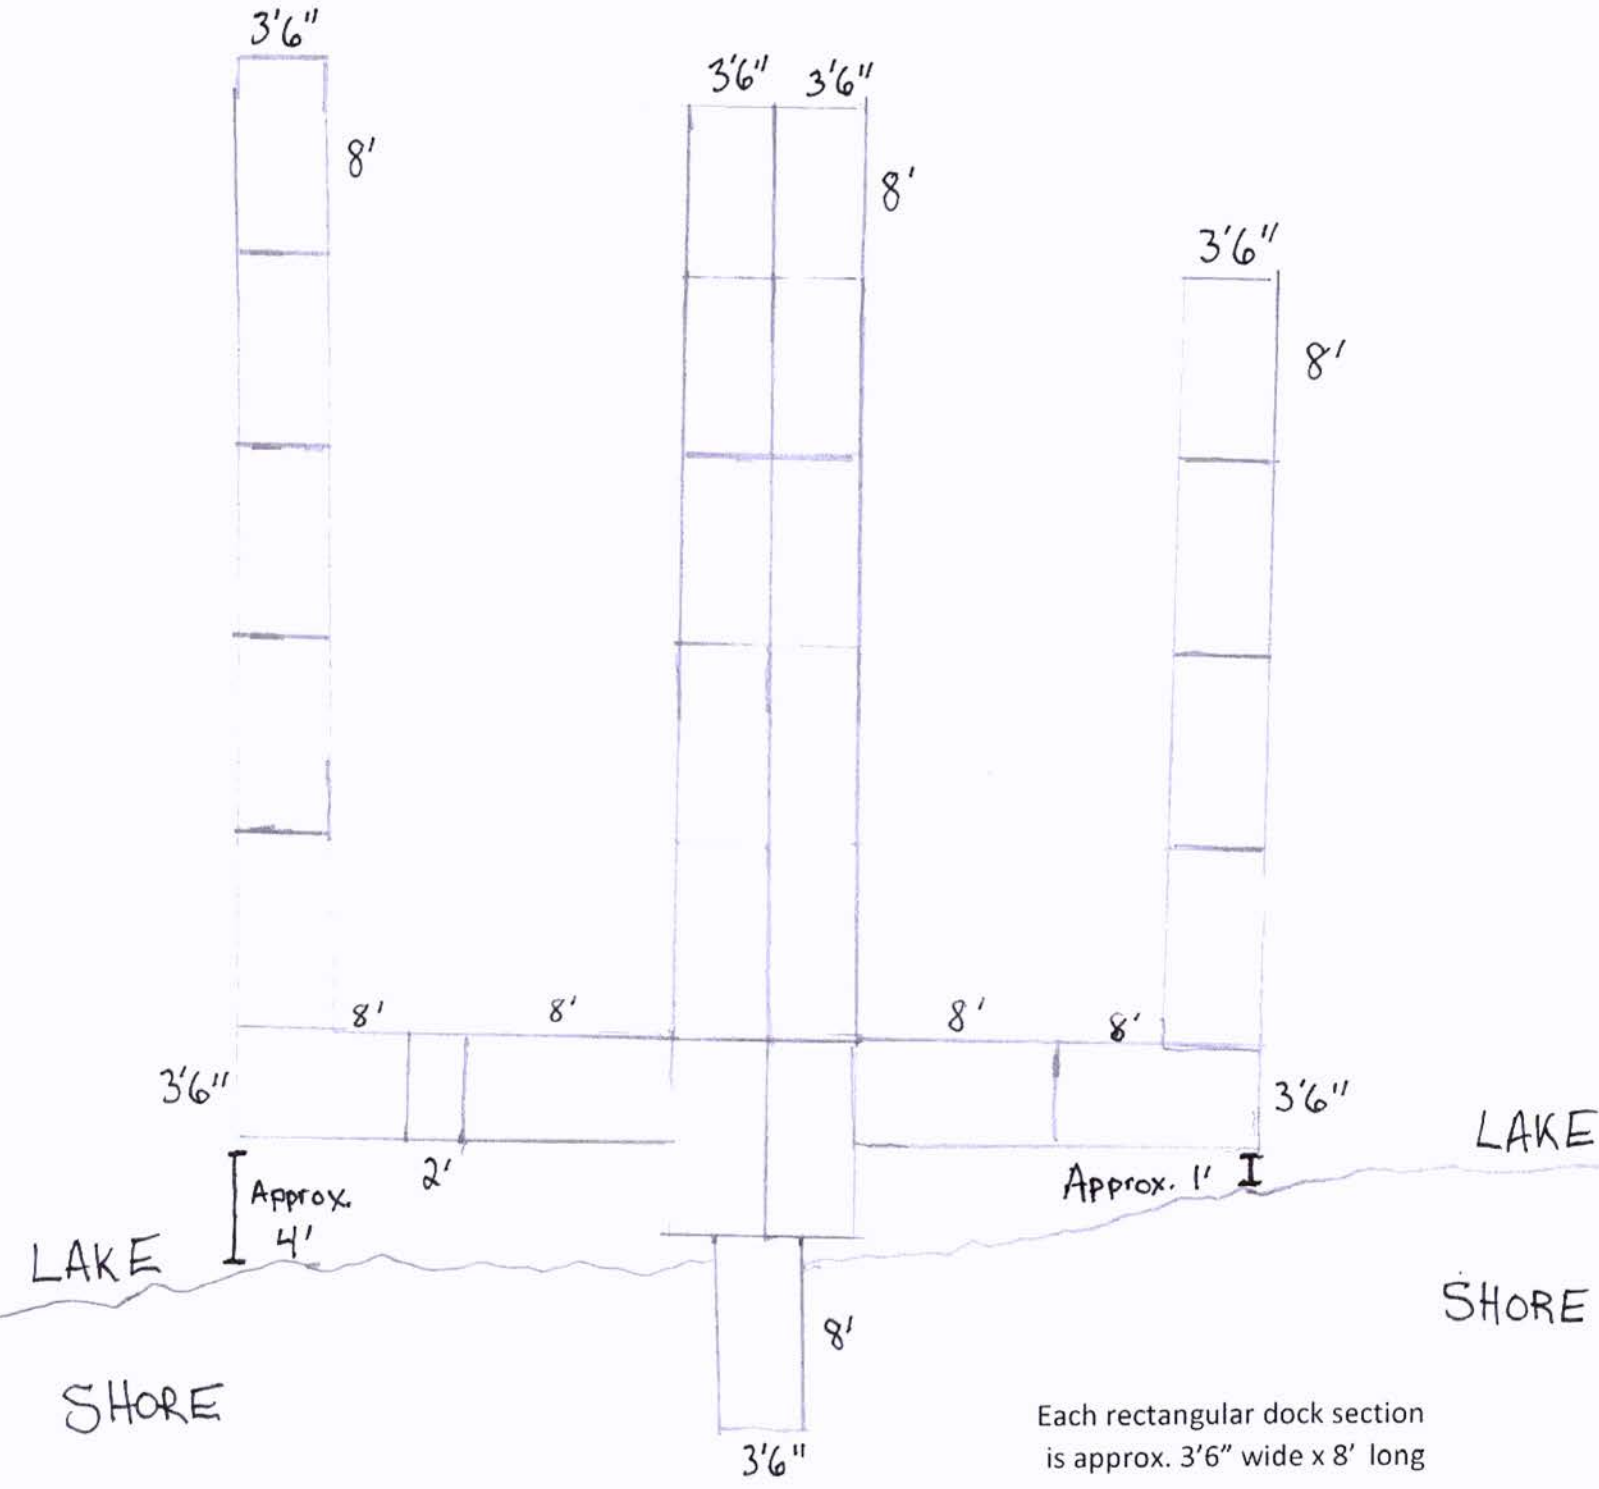 3'6"
3'6" 3'6"
8'
8'
3'6"
8'
8' 8' 8' 8'
3'6" 3'6"
LAKE
2'
Approx. 1'
Approx.
4'
LAKE
SHORE
8'
SHORE
3'6"
Each rectangular dock section
is approx. 3'6" wide x 8' long